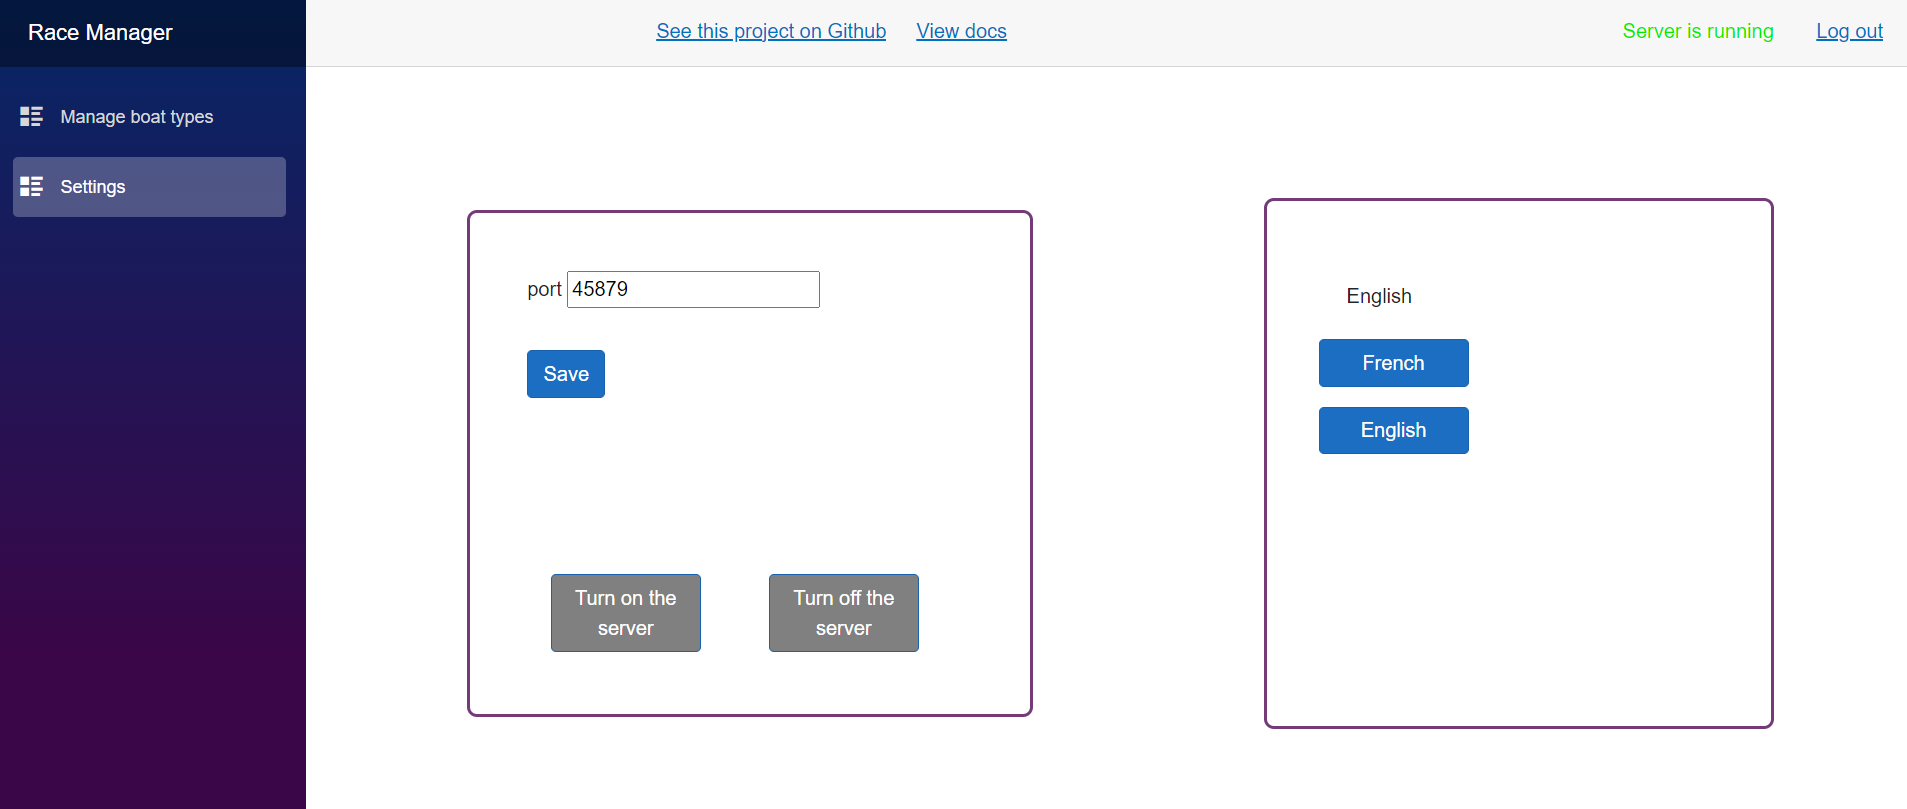 Race Manager
See this project on Github
View docs
Server is running
Log out
Manage boat types
Settings
port 45879
Save
Turn on the
server
Turn off the
server
English
French
English